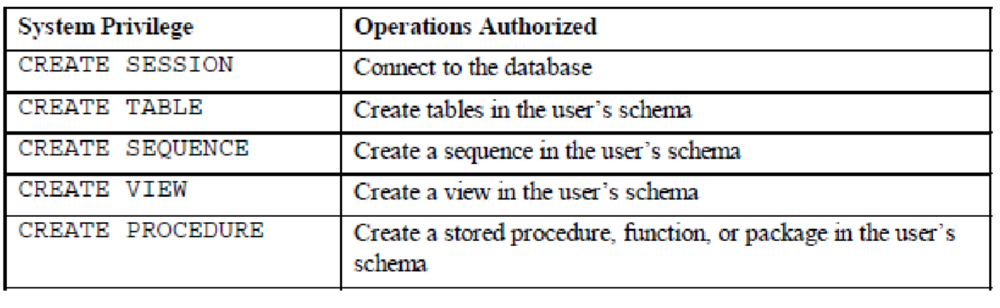 System Privilege Operations Authorized
CREATE SESSION Connect to the database
CREATE TABLE Create tables in the user's schema
CREATE SEQUENCE Create a sequence in the user's schema
CREATE VIEW Create a view in the user's schema
CREATE PROCEDURE Create a stored procedure, function, or package in the user's
schema